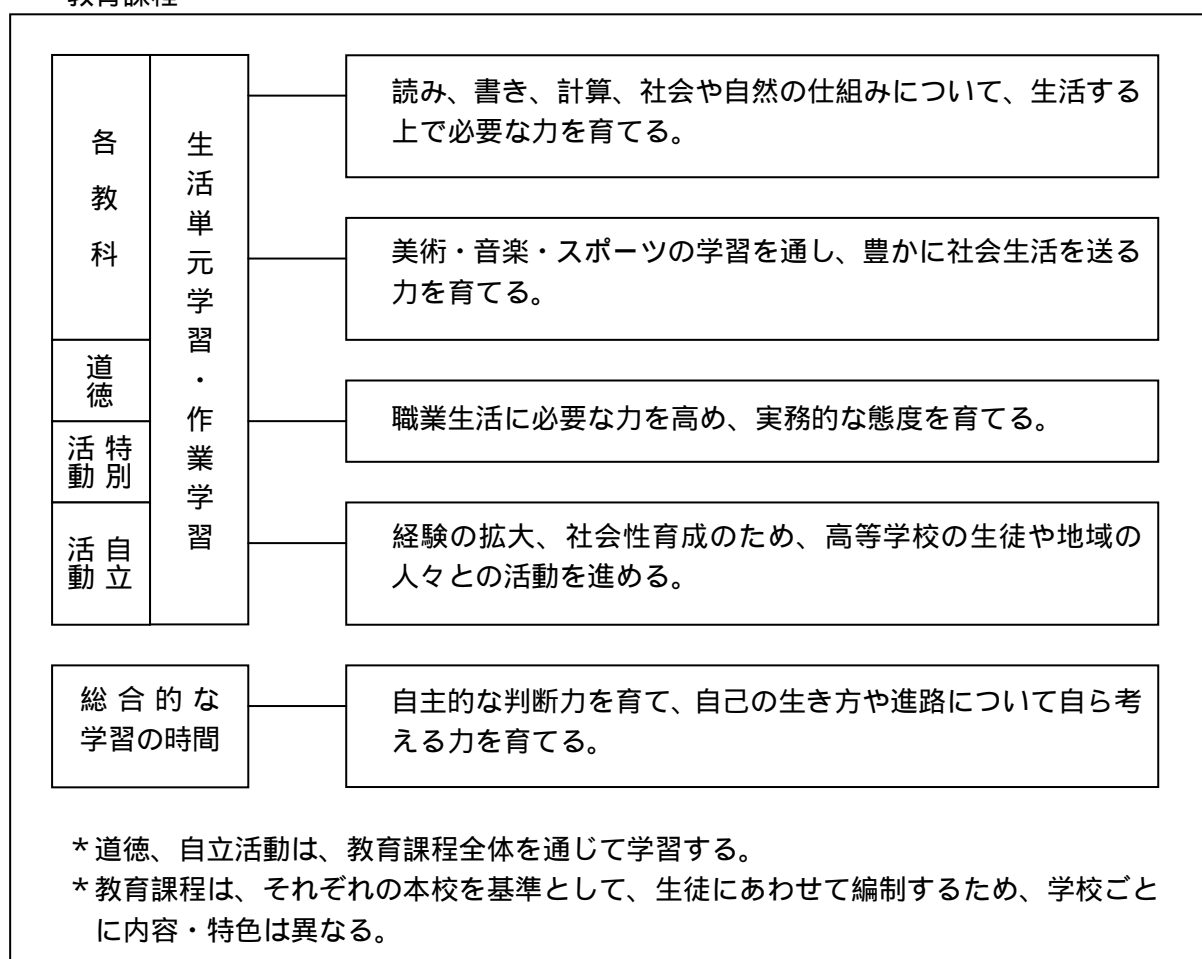 教育課程
各教科
生活単元学習・作業学習
読み、書き、計算、社会や自然の仕組みについて、生活する
上で必要な力を育てる。
美術・音楽・スポーツの学習を通し、豊かに社会生活を送る
力を育てる。
道徳
職業生活に必要な力を高め、実務的な態度を育てる。
特別
活動
自立
活動
経験の拡大、社会性育成のため、高等学校の生徒や地域の
人々との活動を進める。
総合的な
学習の時間
自主的な判断力を育て、自己の生き方や進路について自ら考
える力を育てる。
＊道徳、自立活動は、教育課程全体を通じて学習する。
＊教育課程は、それぞれの本校を基準として、生徒にあわせて編制するため、学校ごと
に内容・特色は異なる。